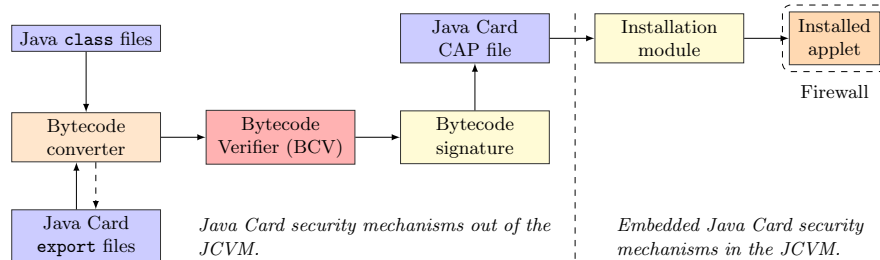 Java class files
Java Card
CAP file
Installation
module
Installed
applet
Firewall
Bytecode
converter
Bytecode
Verifier (BCV)
Bytecode
signature
Java Card
export files
Java Card security mechanisms out of the
JCVM.
Embedded Java Card security
mechanisms in the JCVM.